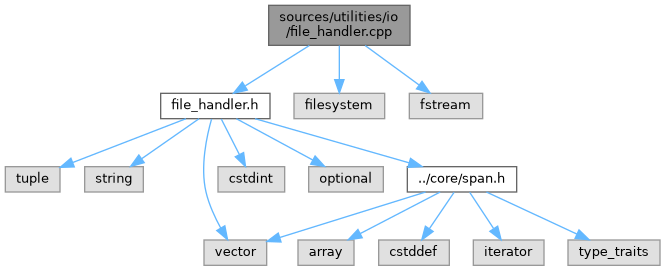 sources/utilities/io
/file_handler.cpp
file_handler.h
filesystem
fstream
tuple
string
cstdint
optional
../core/span.h
vector
array
cstddef
iterator
type_traits